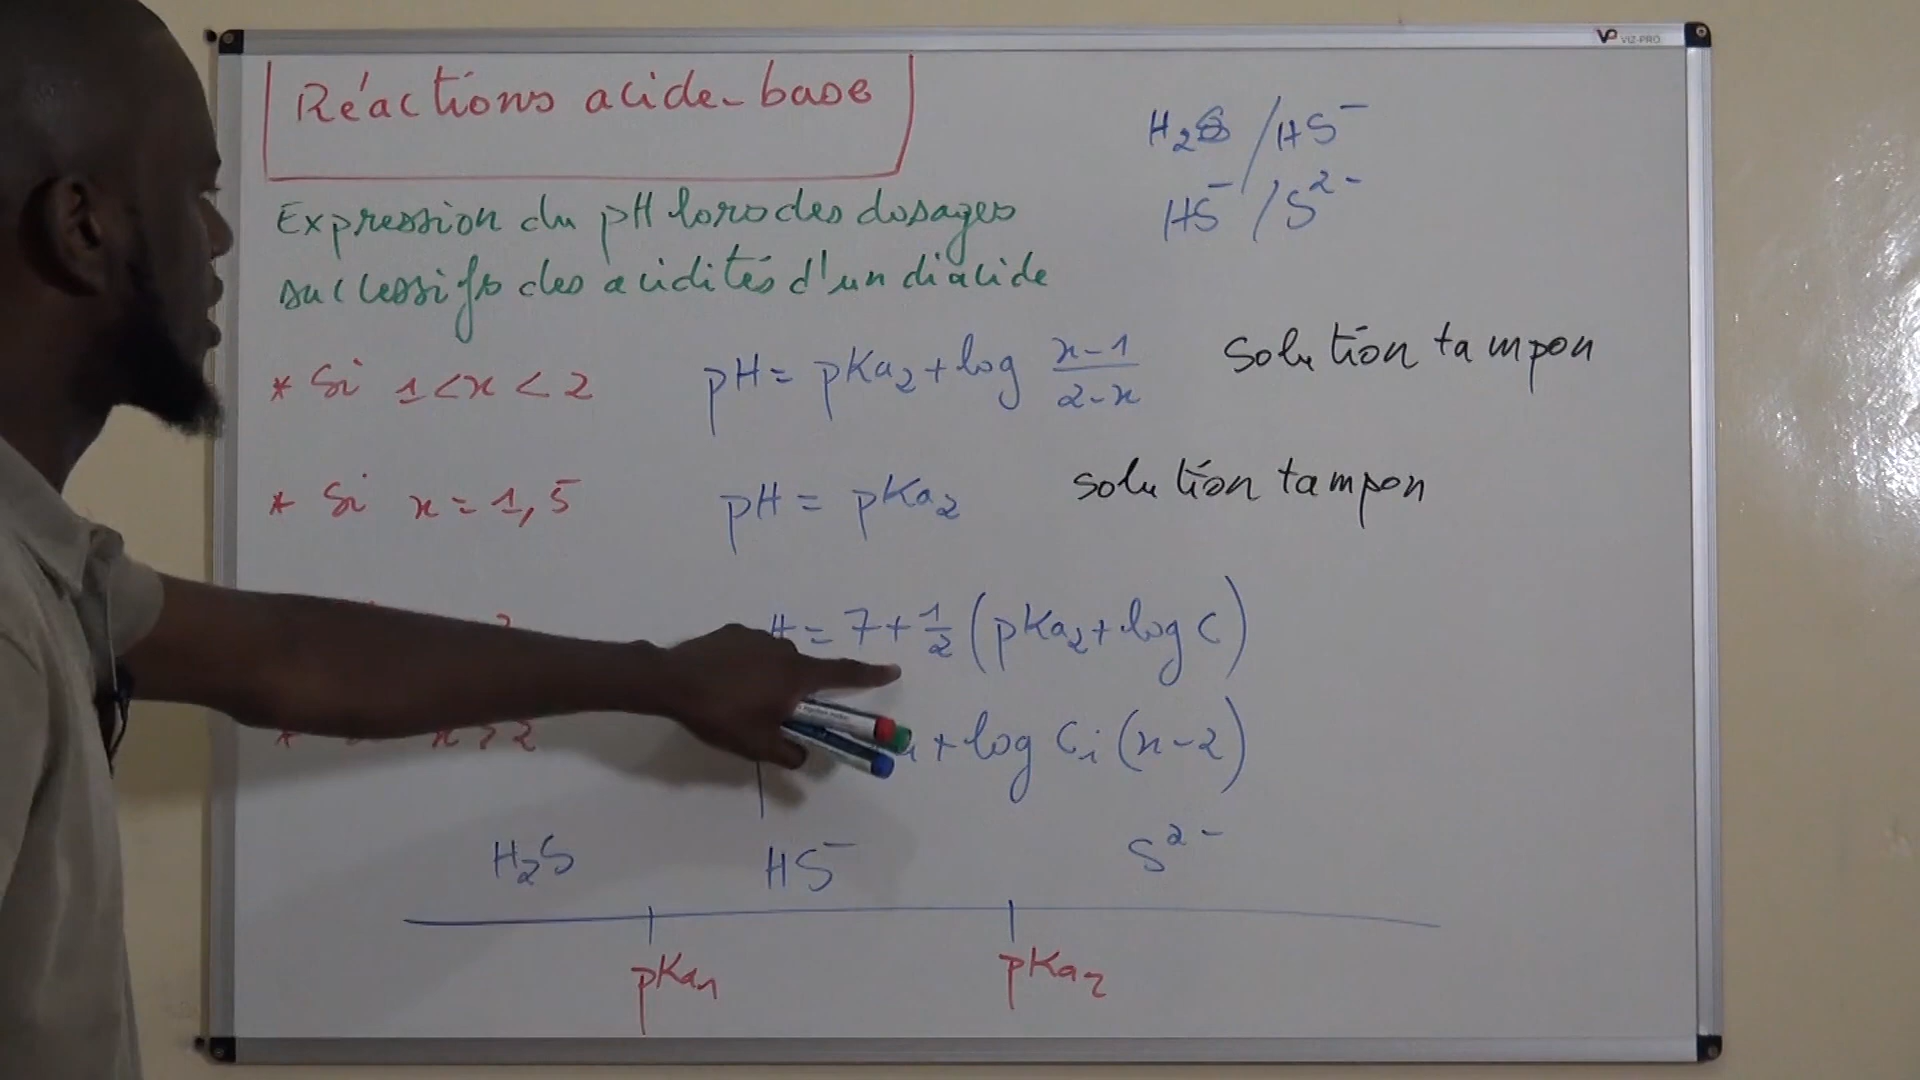 VIZ-PRO
Réactions acide-base
H₂S / HS⁻
HS⁻ / S²⁻
Expression du pH lors des dosages
successifs des acidités d'un diacide
* Si 1 < x < 2 pH = pKa₂ + log (x-1)/(2-x) solution tampon
* Si x = 1,5 pH = pKa₂ solution tampon
2 H = 7 + 1/2 (pKa₂ + log C)
* x > 2 + log Ci (x-2)
H₂S HS⁻ S²⁻
pKa₁ pKa₂